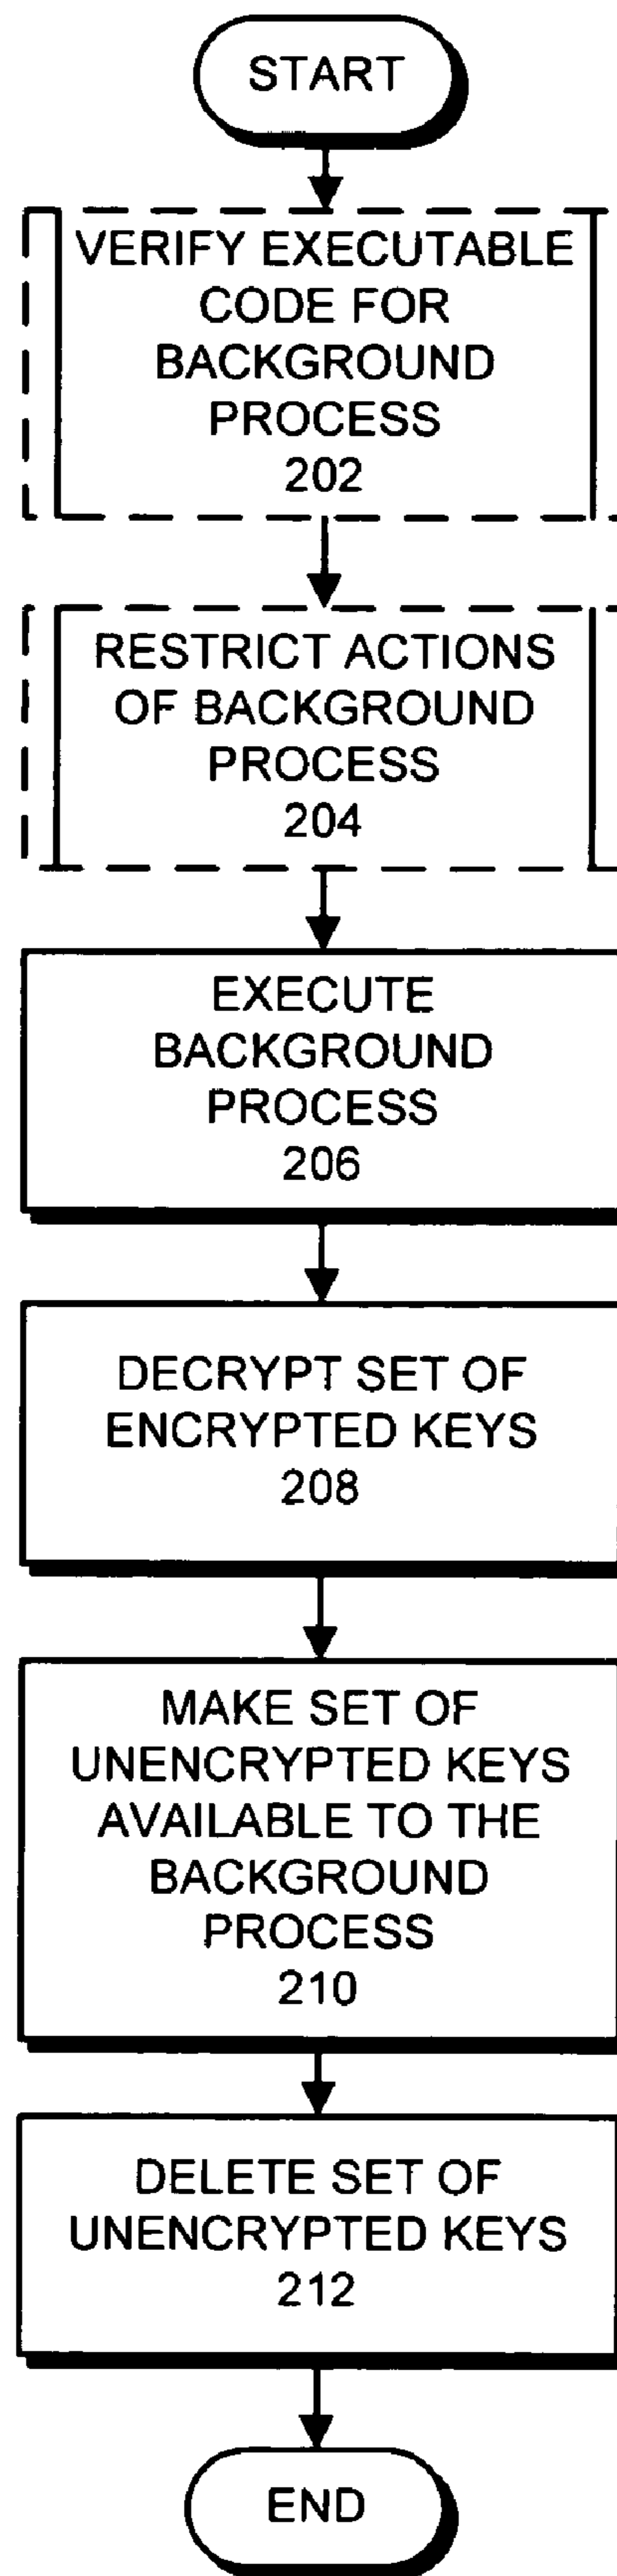 START
VERIFY EXECUTABLE
CODE FOR
BACKGROUND
PROCESS
202
RESTRICT ACTIONS
OF BACKGROUND
PROCESS
204
EXECUTE
BACKGROUND
PROCESS
206
DECRYPT SET OF
ENCRYPTED KEYS
208
MAKE SET OF
UNENCRYPTED KEYS
AVAILABLE TO THE
BACKGROUND
PROCESS
210
DELETE SET OF
UNENCRYPTED KEYS
212
END